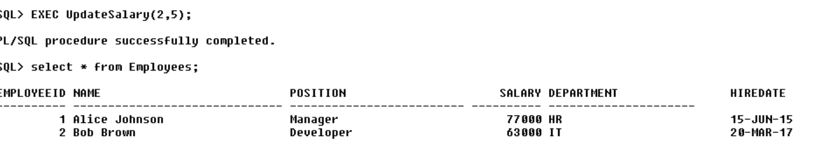 SQL> EXEC UpdateSalary(2,5);
PL/SQL procedure successfully completed.
SQL> select * from Employees;
EMPLOYEEID NAME POSITION SALARY DEPARTMENT HIREDATE
---------- ------------------------------ ------------------------- ---------- --------------------- ---------
1 Alice Johnson Manager 77000 HR 15-JUN-15
2 Bob Brown Developer 63000 IT 20-MAR-17